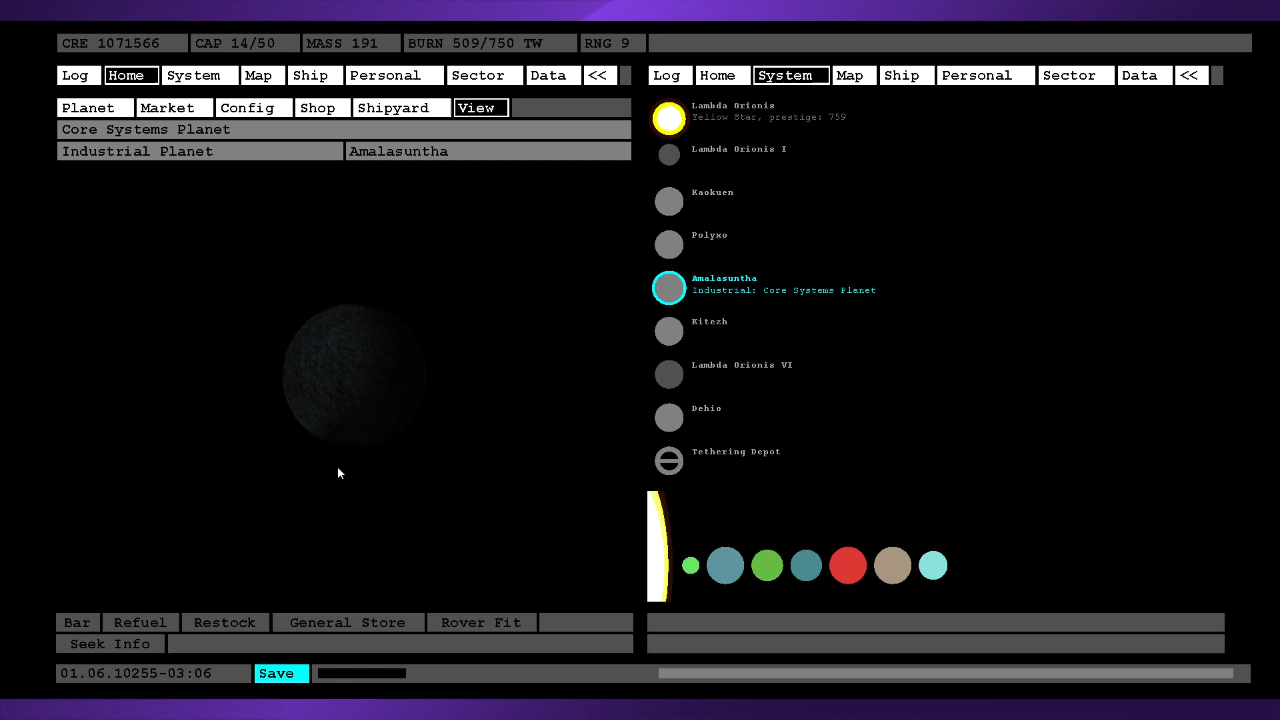 CRE 1071566 CAP 14/50 MASS 191 BURN 509/750 TW RNG 9
Log Home System Map Ship Personal Sector Data <<
Planet Market Config Shop Shipyard View
Core Systems Planet
Industrial Planet Amalasuntha
Bar Refuel Restock General Store Rover Fit
Seek Info
01.06.10255-03:06 Save
Log Home System Map Ship Personal Sector Data <<
Lambda Orionis
Yellow Star, prestige: 759
Lambda Orionis I
Kaokuen
Polyxo
Amalasuntha
Industrial: Core Systems Planet
Kitezh
Lambda Orionis VI
Dehio
Tethering Depot